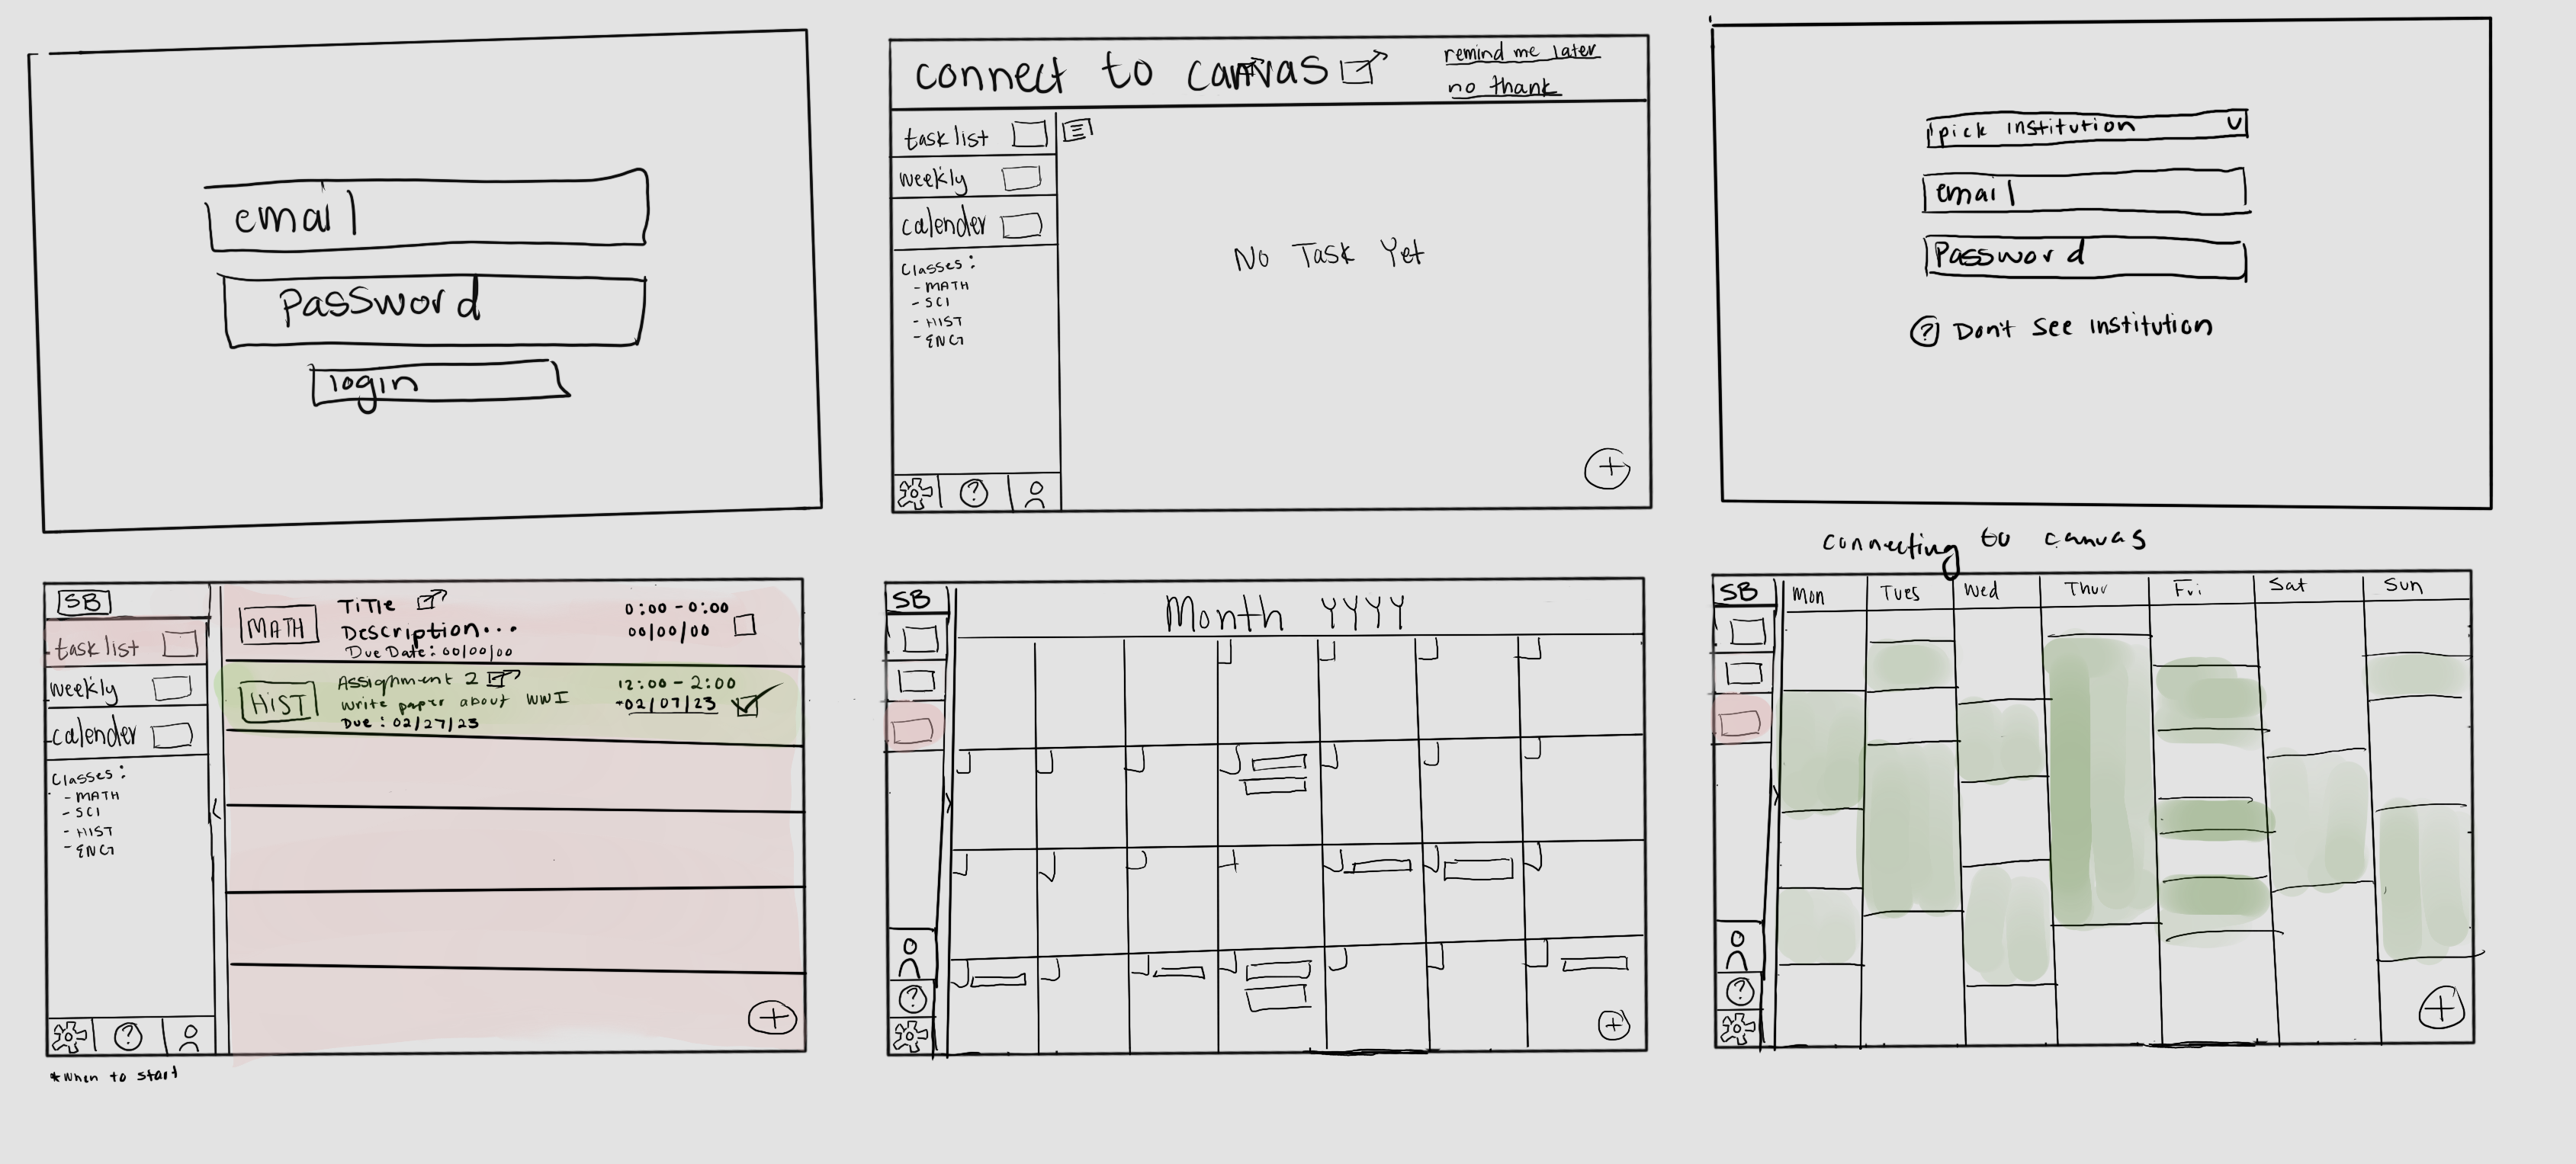 email
Password
login
connect to canvas
remind me later
no thank
task list
weekly
calender
Classes:
- MATH
- SCI
- HIST
- ENG
No Task Yet
+
?
pick institution
email
Password
? Don't see institution
connecting to canvas
SB
task list
weekly
calender
Classes:
- MATH
- SCI
- HIST
- ENG
?
MATH
TiTle
Description...
Due Date: 00/00/00
0:00 - 0:00
00/00/00
HiST
Assignment 2
write paper about WWI
Due: 02/27/23
12:00 - 2:00
*02/07/23
+
*when to start
SB
Month YYYY
?
+
SB
Mon Tues Wed Thur Fri Sat Sun
?
+